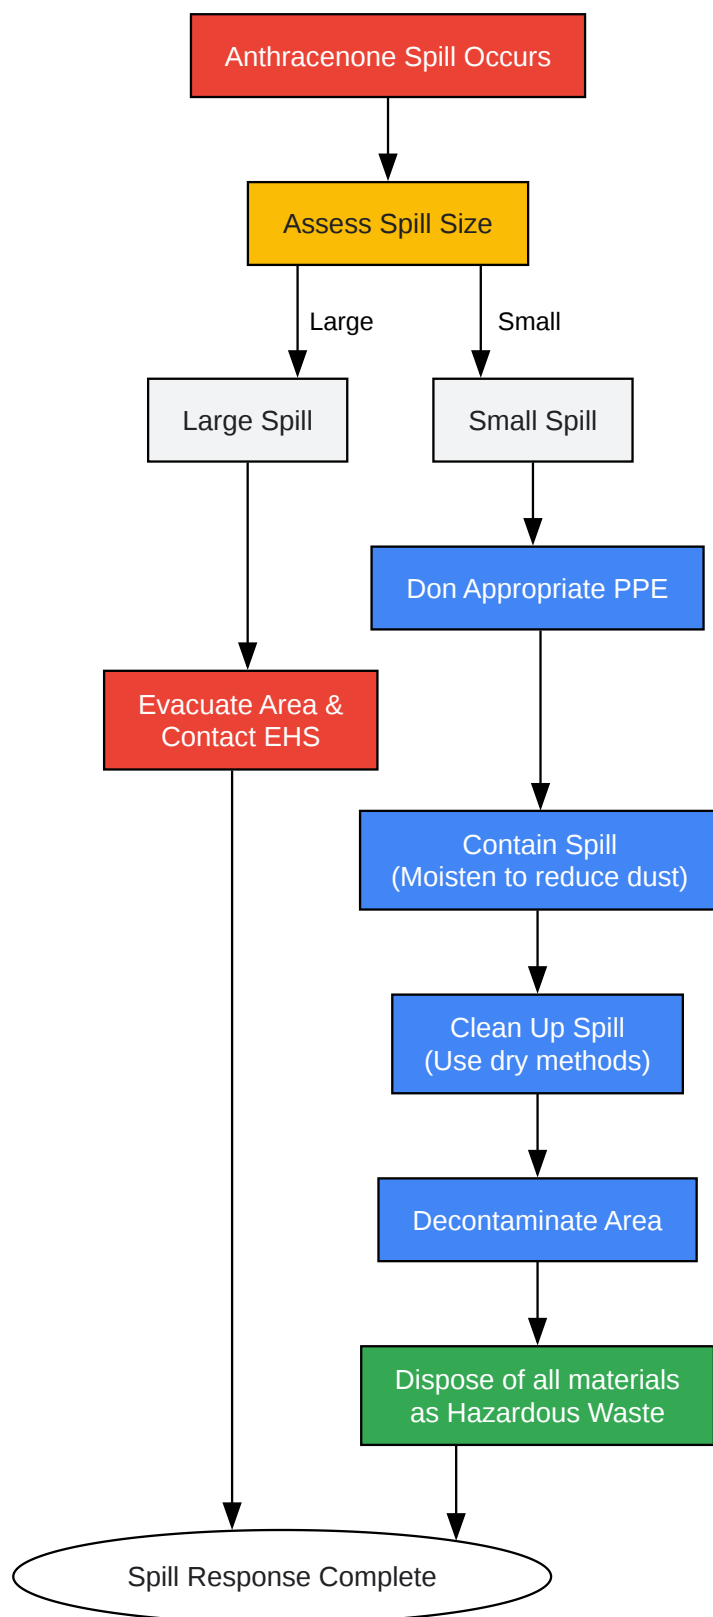 Anthracenone Spill Occurs
Assess Spill Size
Large
Small
Large Spill
Small Spill
Don Appropriate PPE
Evacuate Area &
Contact EHS
Contain Spill
(Moisten to reduce dust)
Clean Up Spill
(Use dry methods)
Decontaminate Area
Dispose of all materials
as Hazardous Waste
Spill Response Complete